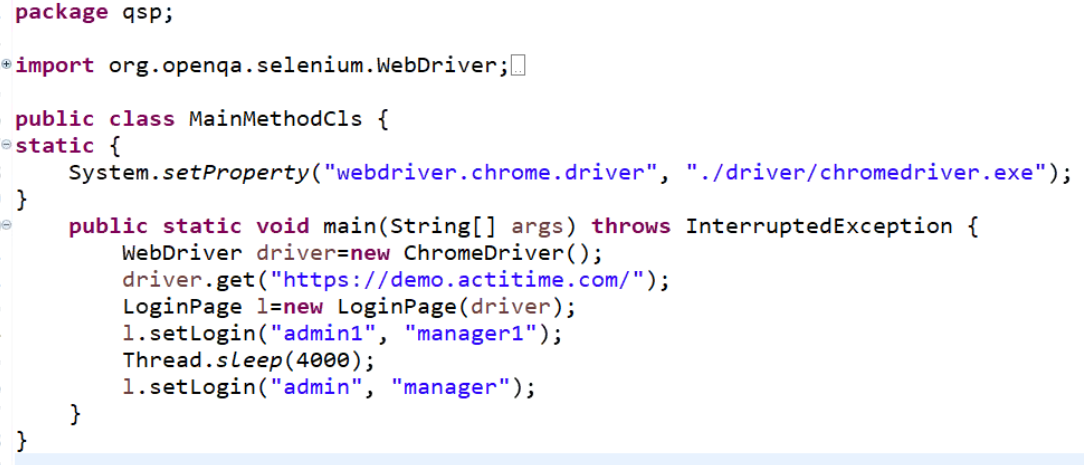 package qsp;
import org.openqa.selenium.WebDriver;
public class MainMethodCls {
static {
System.setProperty("webdriver.chrome.driver", "./driver/chromedriver.exe");
}
public static void main(String[] args) throws InterruptedException {
WebDriver driver=new ChromeDriver();
driver.get("https://demo.actitime.com/");
LoginPage l=new LoginPage(driver);
l.setLogin("admin1", "manager1");
Thread.sleep(4000);
l.setLogin("admin", "manager");
}
}